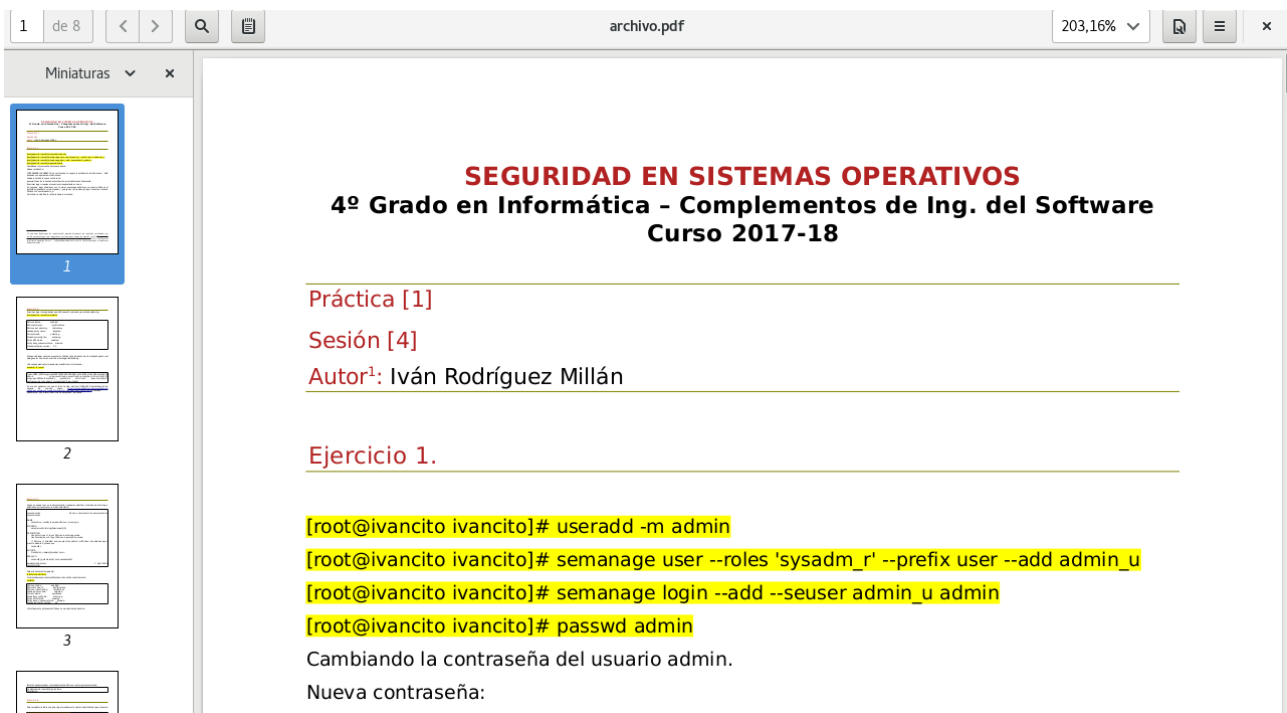 1 de 8 archivo.pdf 203,16%
Miniaturas
1
2
3
SEGURIDAD EN SISTEMAS OPERATIVOS
4º Grado en Informática – Complementos de Ing. del Software
Curso 2017-18
Práctica [1]
Sesión [4]
Autor1: Iván Rodríguez Millán
Ejercicio 1.
[root@ivancito ivancito]# useradd -m admin
[root@ivancito ivancito]# semanage user --roles 'sysadm_r' --prefix user --add admin_u
[root@ivancito ivancito]# semanage login --add --seuser admin_u admin
[root@ivancito ivancito]# passwd admin
Cambiando la contraseña del usuario admin.
Nueva contraseña: